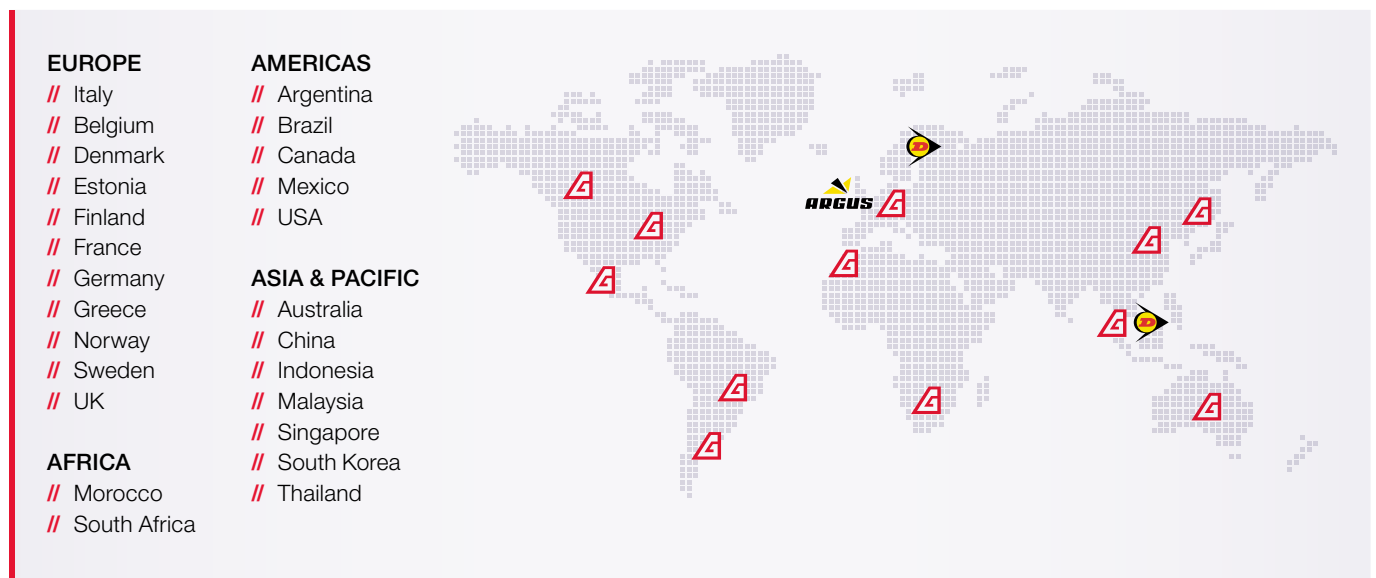 EUROPE
// Italy
// Belgium
// Denmark
// Estonia
// Finland
// France
// Germany
// Greece
// Norway
// Sweden
// UK
AFRICA
// Morocco
// South Africa
AMERICAS
// Argentina
// Brazil
// Canada
// Mexico
// USA
ASIA & PACIFIC
// Australia
// China
// Indonesia
// Malaysia
// Singapore
// South Korea
// Thailand
D
ARGUS
D